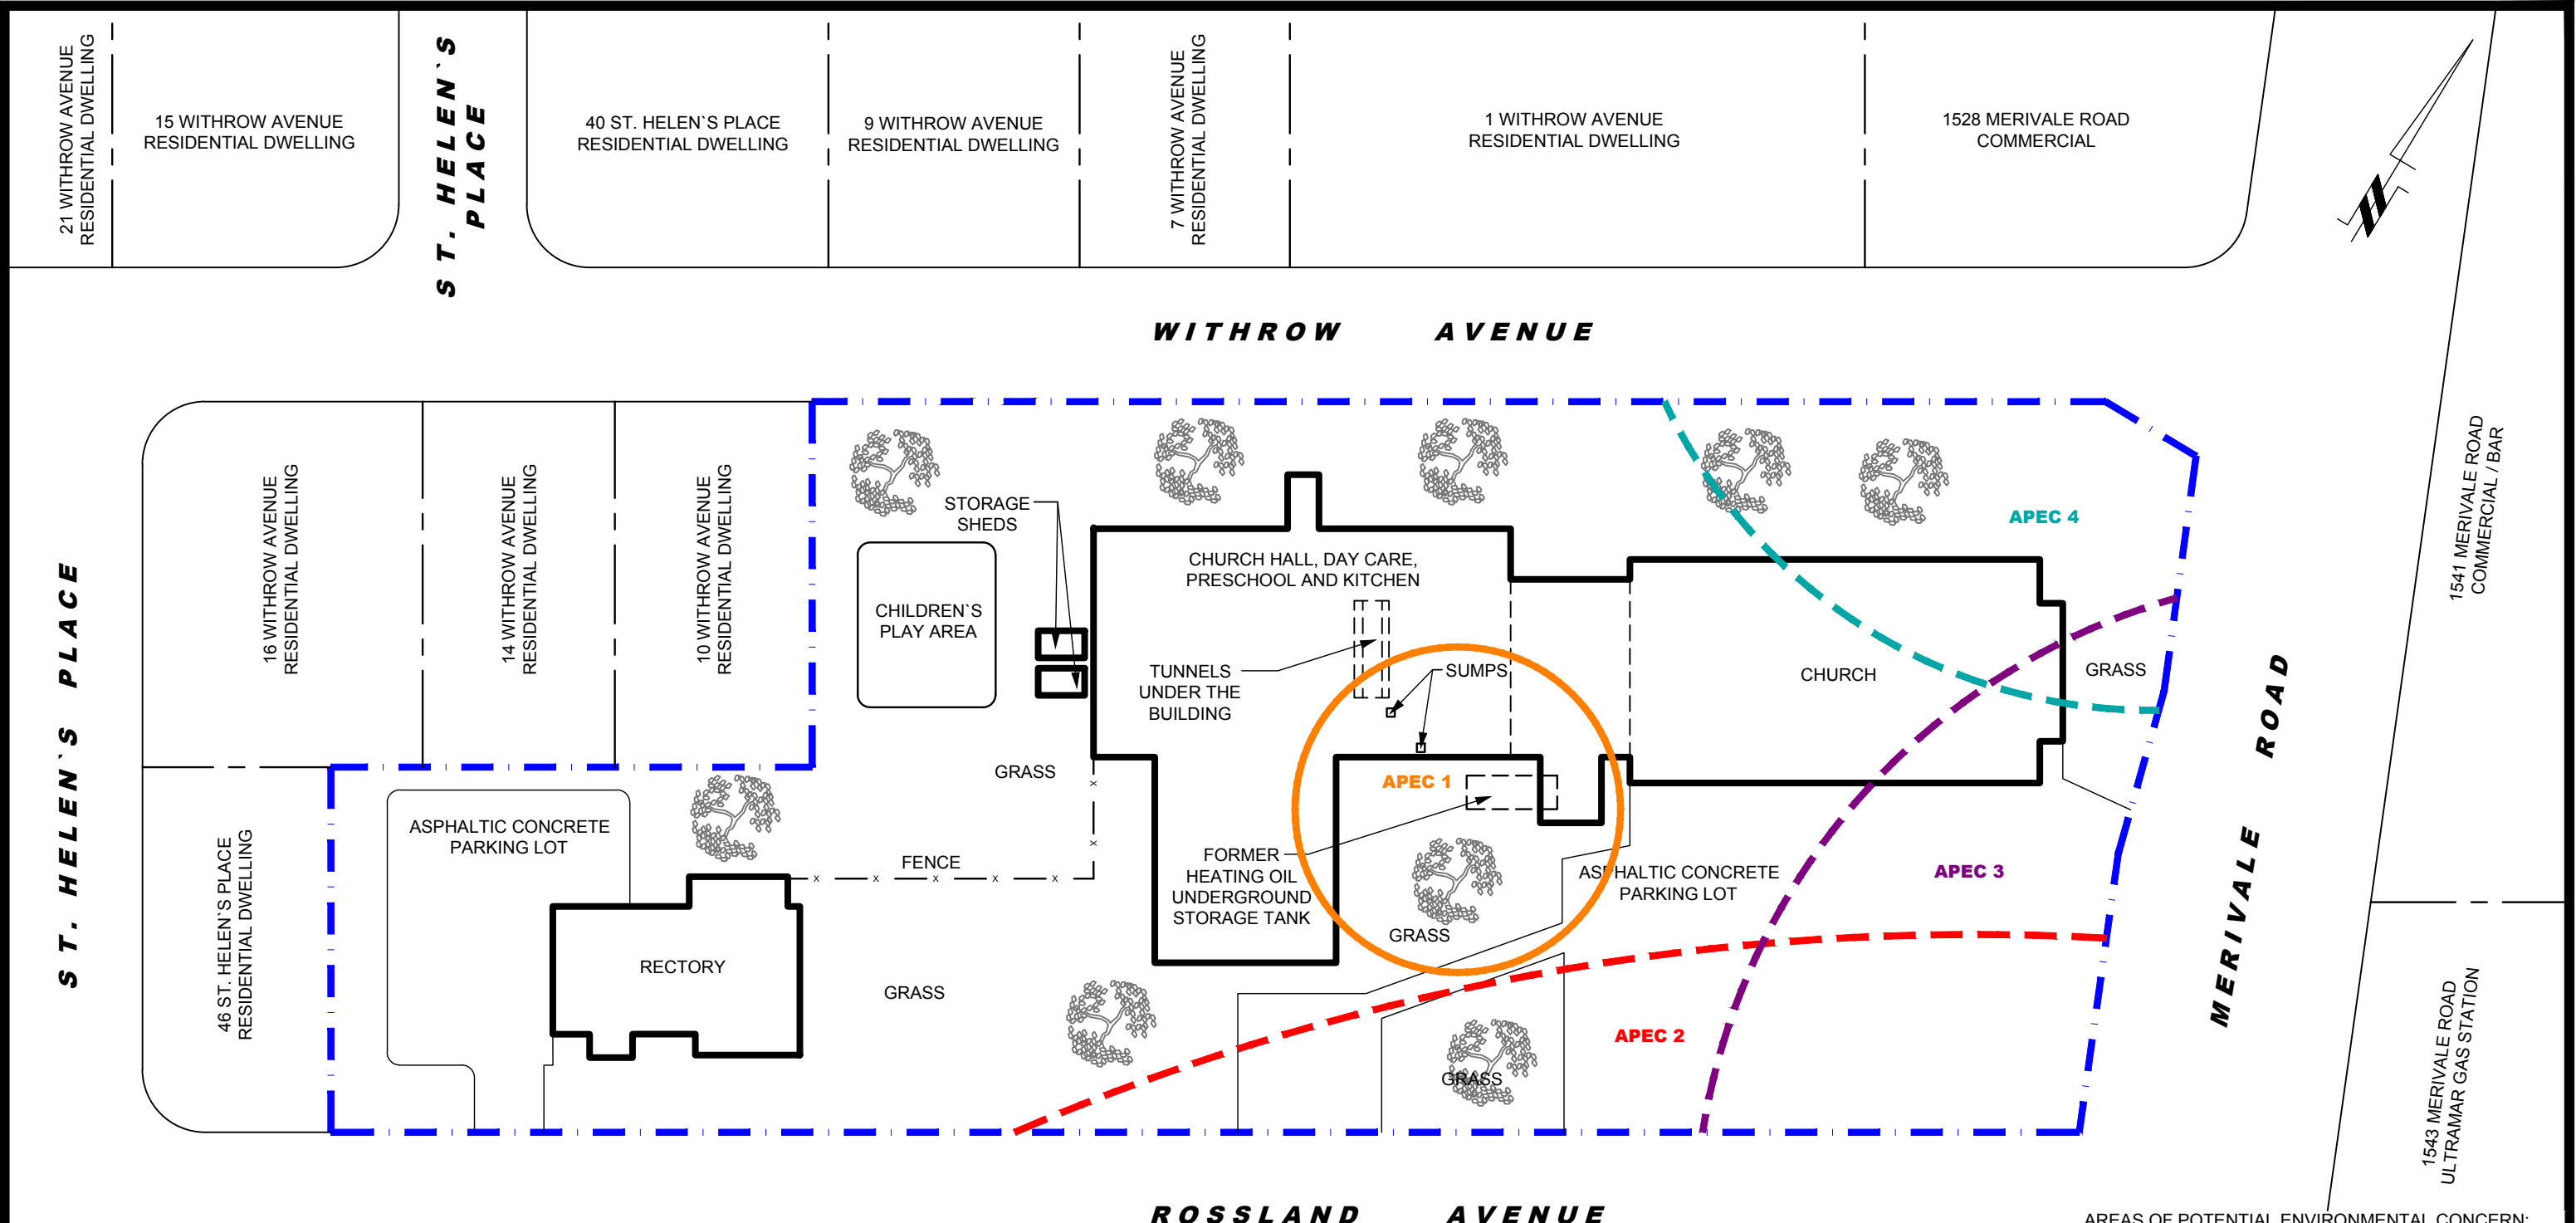 21 WITHROW AVENUE
RESIDENTIAL DWELLING
15 WITHROW AVENUE
RESIDENTIAL DWELLING
ST. HELEN`S
PLACE
40 ST. HELEN`S PLACE
RESIDENTIAL DWELLING
9 WITHROW AVENUE
RESIDENTIAL DWELLING
7 WITHROW AVENUE
RESIDENTIAL DWELLING
1 WITHROW AVENUE
RESIDENTIAL DWELLING
1528 MERIVALE ROAD
COMMERCIAL
WITHROW AVENUE
ST. HELEN`S PLACE
16 WITHROW AVENUE
RESIDENTIAL DWELLING
14 WITHROW AVENUE
RESIDENTIAL DWELLING
10 WITHROW AVENUE
RESIDENTIAL DWELLING
46 ST. HELEN`S PLACE
RESIDENTIAL DWELLING
STORAGE
SHEDS
CHILDREN`S
PLAY AREA
CHURCH HALL, DAY CARE,
PRESCHOOL AND KITCHEN
TUNNELS
UNDER THE
BUILDING
SUMPS
APEC 4
CHURCH
GRASS
1541 MERIVALE ROAD
COMMERCIAL / BAR
MERIVALE ROAD
GRASS
APEC 1
ASPHALTIC CONCRETE
PARKING LOT
x
x
FENCE
x
x
x
x
x
FORMER
HEATING OIL
UNDERGROUND
STORAGE TANK
GRASS
ASPHALTIC CONCRETE
PARKING LOT
APEC 3
RECTORY
GRASS
APEC 2
GRASS
1543 MERIVALE ROAD
ULTRAMAR GAS STATION
ROSSLAND AVENUE
AREAS OF POTENTIAL ENVIRONMENTAL CONCERN: